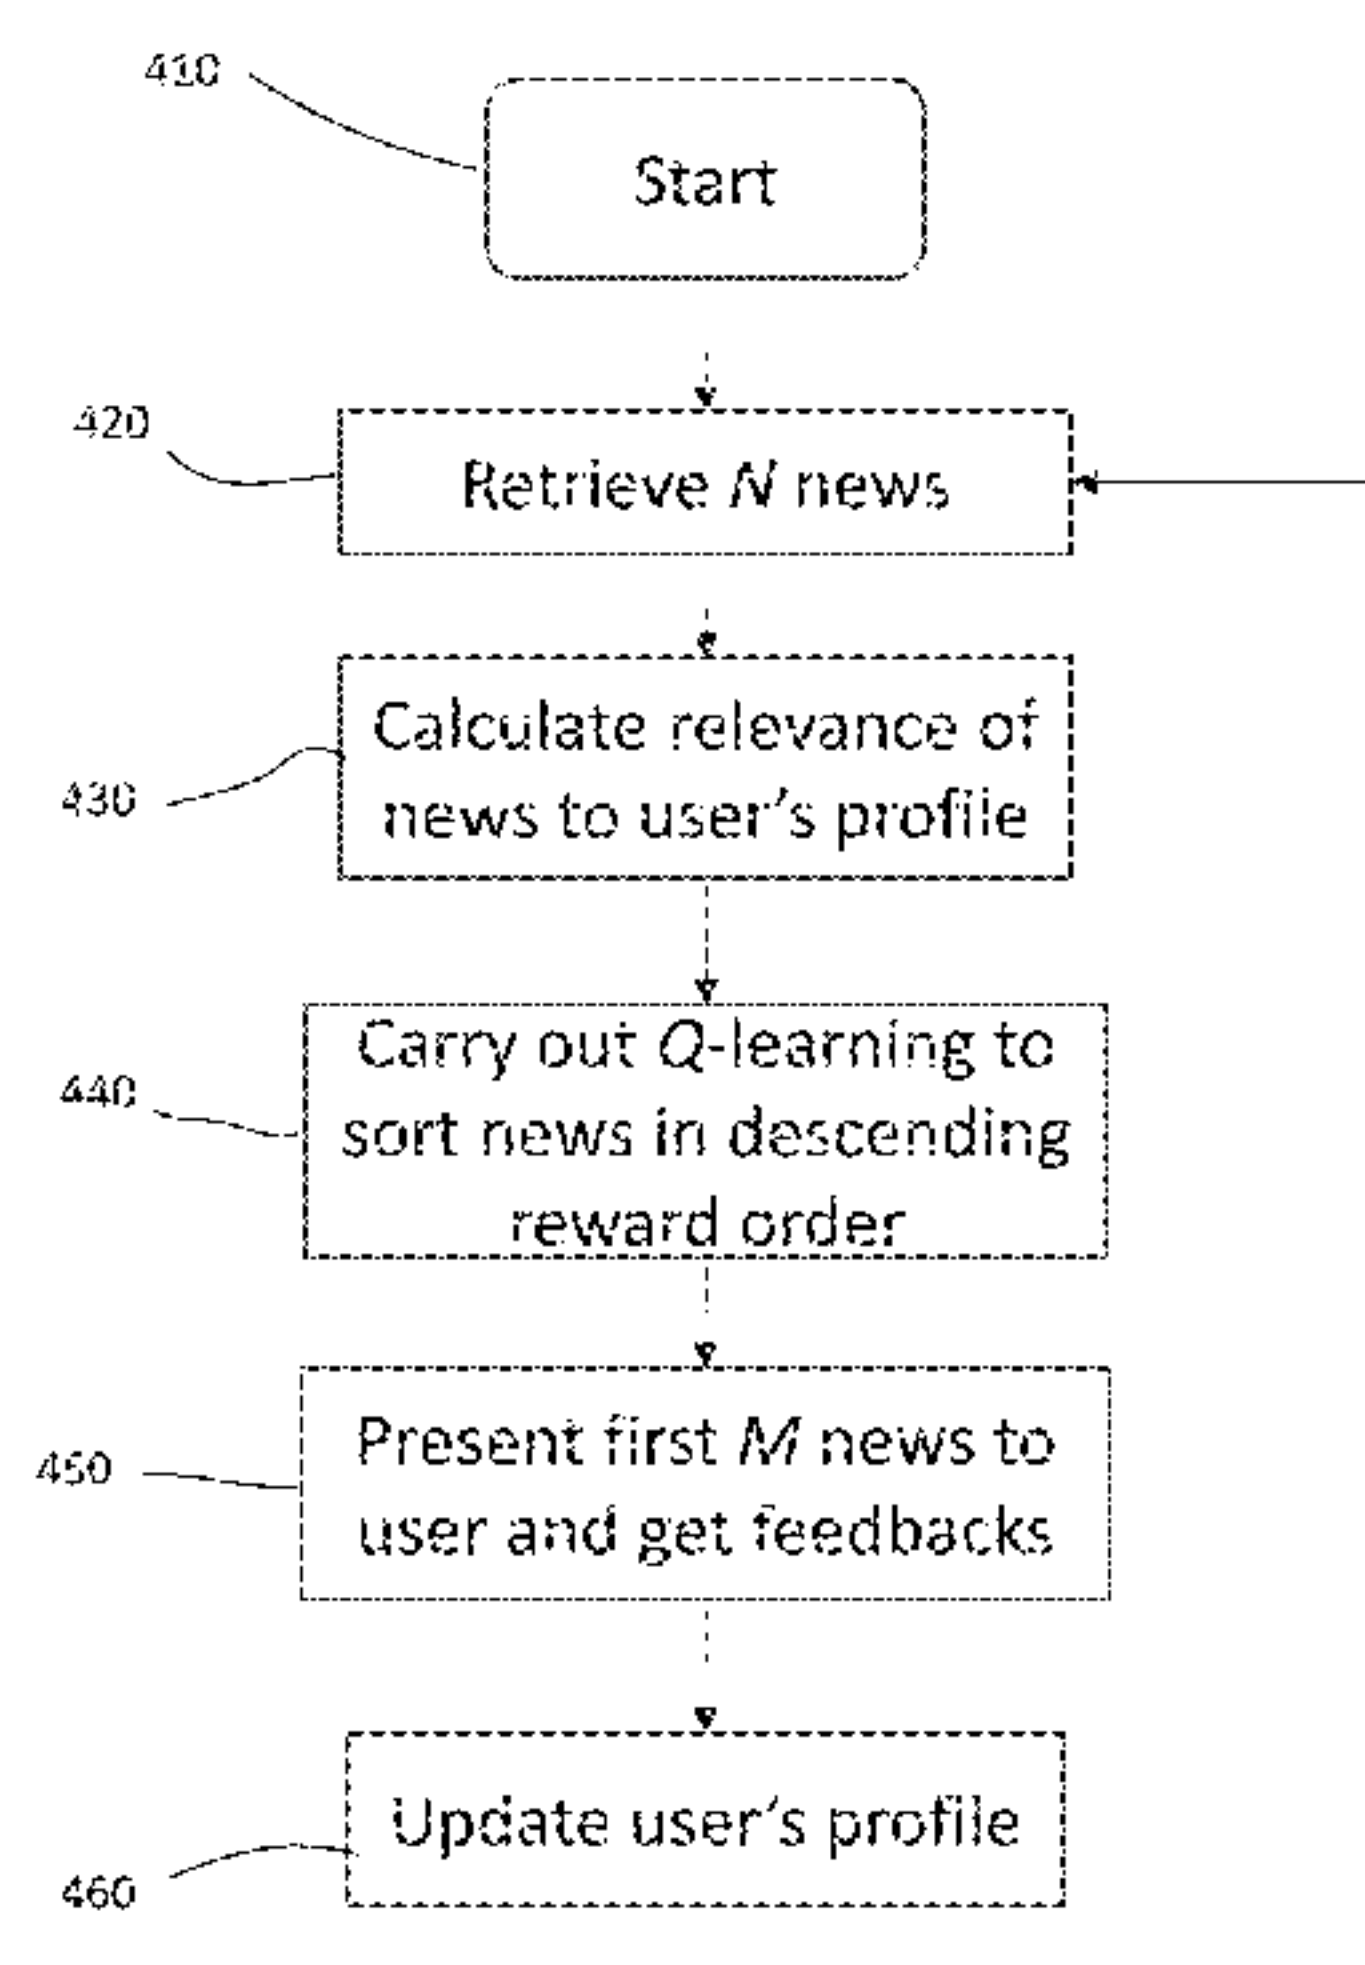 410
Start
420
Retrieve N news
430
Calculate relevance of
news to user's profile
440
Carry out Q-learning to
sort news in descending
reward order
450
Present first M news to
user and get feedbacks
Update user's profile
460